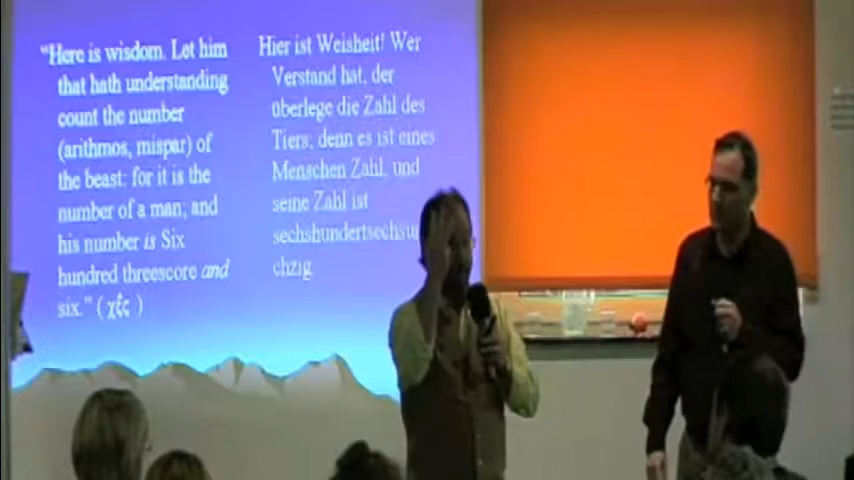 “Here is wisdom. Let him
that hath understanding
count the number
(arithmos, mispar) of
the beast: for it is the
number of a man; and
his number is Six
hundred threescore and
six.” (χξς )
Hier ist Weisheit! Wer
Verstand hat, der
überlege die Zahl des
Tiers; denn es ist eines
Menschen Zahl, und
seine Zahl ist
sechshundertsechsu
chzig